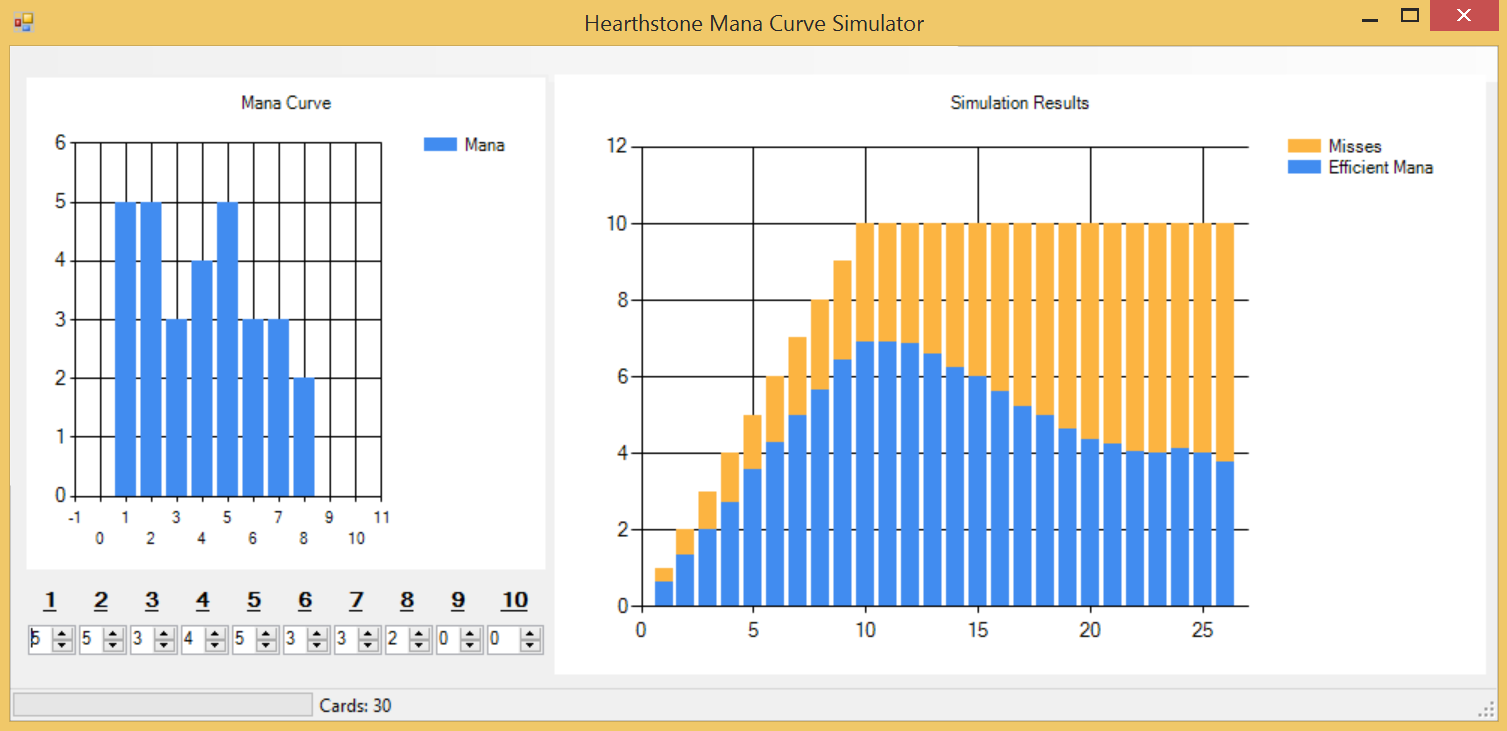 Hearthstone Mana Curve Simulator
Mana Curve
Mana
6
5
4
3
2
1
0
-1 1 3 5 7 9 11
0 2 4 6 8 10
1 2 3 4 5 6 7 8 9 10
5 5 3 4 5 3 3 2 0 0
Simulation Results
Misses
Efficient Mana
12
10
8
6
4
2
0
0 5 10 15 20 25
Cards: 30